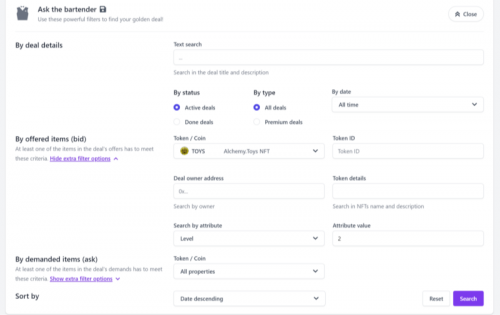 Ask the bartender
Use these powerful filters to find your golden deal!
Close
By deal details
Text search
...
Search in the deal title and description
By status
By type
By date
Active deals
All deals
All time
Done deals
Premium deals
By offered items (bid)
At least one of the items in the deal's offers has to meet
these criteria. Hide extra filter options
Token / Coin
Token ID
TOYS Alchemy.Toys NFT
Token ID
Deal owner address
Token details
0x...
Search by owner
Search in NFTs name and description
Search by attribute
Attribute value
Level
2
By demanded items (ask)
At least one of the items in the deal's demands has to meet
these criteria. Show extra filter options
Token / Coin
All properties
Sort by
Date descending
Reset
Search